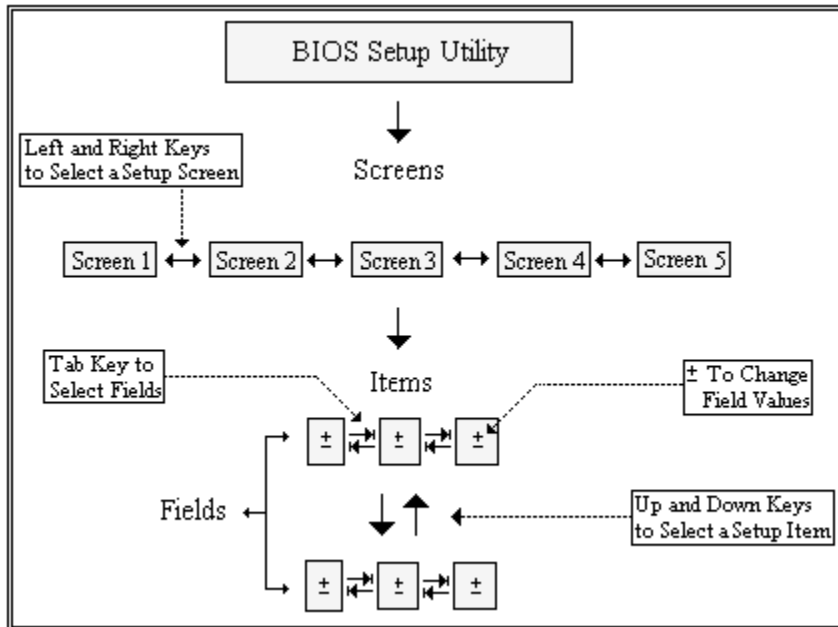 BIOS Setup Utility
Left and Right Keys
to Select a Setup Screen
Screens
Screen 1
Screen 2
Screen 3
Screen 4
Screen 5
Tab Key to
Select Fields
Items
± To Change
Field Values
± ± ±
Fields
Up and Down Keys
to Select a Setup Item
± ± ±